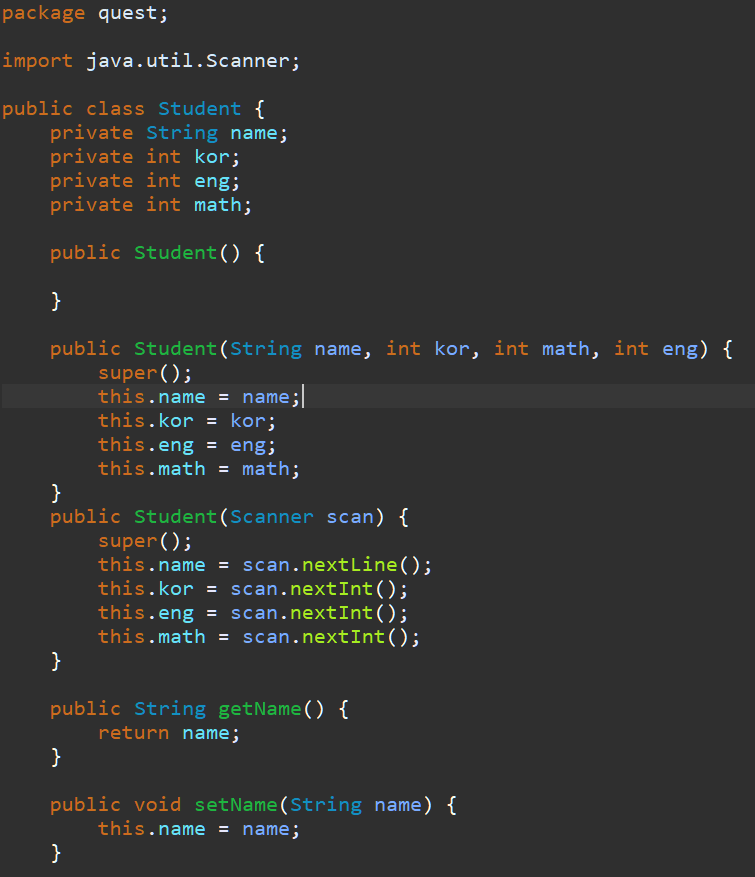 package quest;
import java.util.Scanner;
public class Student {
private String name;
private int kor;
private int eng;
private int math;
public Student() {
}
public Student(String name, int kor, int math, int eng) {
super();
this.name = name;
this.kor = kor;
this.eng = eng;
this.math = math;
}
public Student(Scanner scan) {
super();
this.name = scan.nextLine();
this.kor = scan.nextInt();
this.eng = scan.nextInt();
this.math = scan.nextInt();
}
public String getName() {
return name;
}
public void setName(String name) {
this.name = name;
}